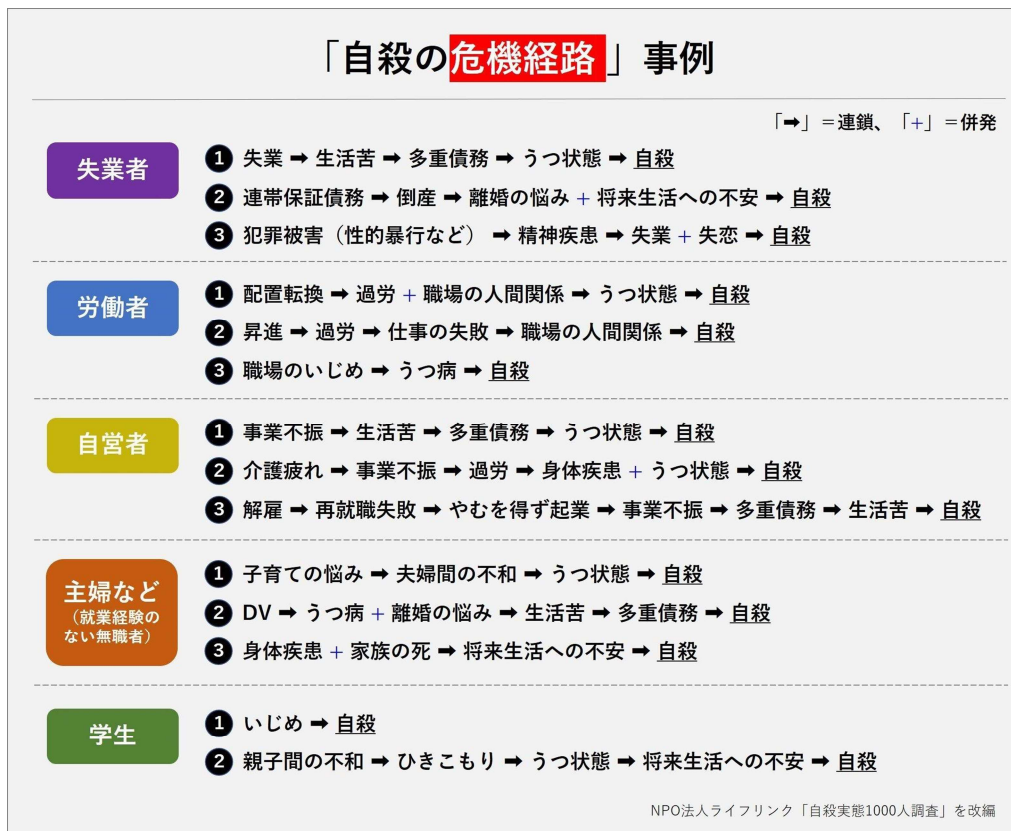 「自殺の危機経路」事例
「➡」＝連鎖、「+」＝併発
失業者
❶ 失業 ➡ 生活苦 ➡ 多重債務 ➡ うつ状態 ➡ 自殺
❷ 連帯保証債務 ➡ 倒産 ➡ 離婚の悩み + 将来生活への不安 ➡ 自殺
❸ 犯罪被害（性的暴行など） ➡ 精神疾患 ➡ 失業 + 失恋 ➡ 自殺
労働者
❶ 配置転換 ➡ 過労 + 職場の人間関係 ➡ うつ状態 ➡ 自殺
❷ 昇進 ➡ 過労 ➡ 仕事の失敗 ➡ 職場の人間関係 ➡ 自殺
❸ 職場のいじめ ➡ うつ病 ➡ 自殺
自営者
❶ 事業不振 ➡ 生活苦 ➡ 多重債務 ➡ うつ状態 ➡ 自殺
❷ 介護疲れ ➡ 事業不振 ➡ 過労 ➡ 身体疾患 + うつ状態 ➡ 自殺
❸ 解雇 ➡ 再就職失敗 ➡ やむを得ず起業 ➡ 事業不振 ➡ 多重債務 ➡ 生活苦 ➡ 自殺
主婦など
（就業経験の
ない無職者）
❶ 子育ての悩み ➡ 夫婦間の不和 ➡ うつ状態 ➡ 自殺
❷ DV ➡ うつ病 + 離婚の悩み ➡ 生活苦 ➡ 多重債務 ➡ 自殺
❸ 身体疾患 + 家族の死 ➡ 将来生活への不安 ➡ 自殺
学生
❶ いじめ ➡ 自殺
❷ 親子間の不和 ➡ ひきこもり ➡ うつ状態 ➡ 将来生活への不安 ➡ 自殺
NPO法人ライフリンク「自殺実態1000人調査」を改編